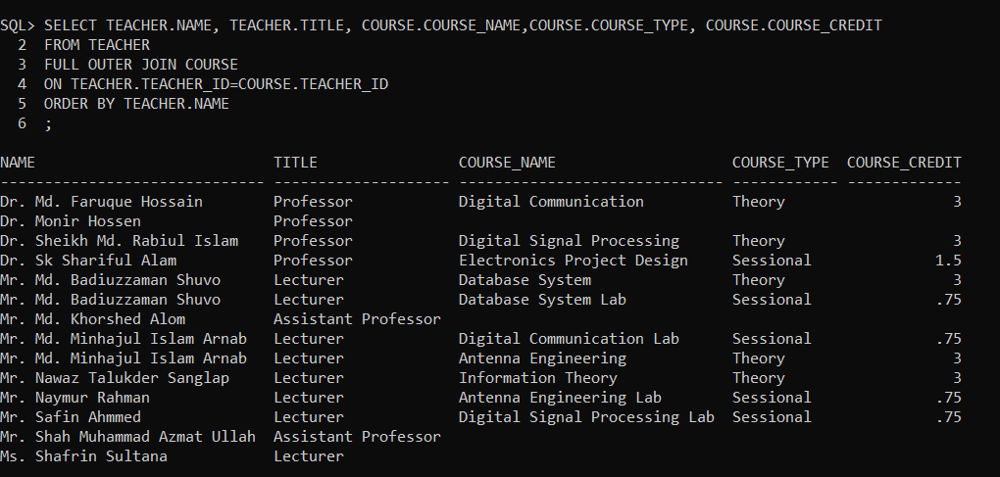 SQL> SELECT TEACHER.NAME, TEACHER.TITLE, COURSE.COURSE_NAME,COURSE.COURSE_TYPE, COURSE.COURSE_CREDIT
  2  FROM TEACHER
  3  FULL OUTER JOIN COURSE
  4  ON TEACHER.TEACHER_ID=COURSE.TEACHER_ID
  5  ORDER BY TEACHER.NAME
  6  ;

NAME                           TITLE                COURSE_NAME                    COURSE_TYPE  COURSE_CREDIT
------------------------------ -------------------- ------------------------------ ------------ -------------
Dr. Md. Faruque Hossain        Professor            Digital Communication          Theory                   3
Dr. Monir Hossen               Professor
Dr. Sheikh Md. Rabiul Islam    Professor            Digital Signal Processing      Theory                   3
Dr. Sk Shariful Alam           Professor            Electronics Project Design     Sessional              1.5
Mr. Md. Badiuzzaman Shuvo      Lecturer             Database System                Theory                   3
Mr. Md. Badiuzzaman Shuvo      Lecturer             Database System Lab            Sessional              .75
Mr. Md. Khorshed Alom          Assistant Professor
Mr. Md. Minhajul Islam Arnab   Lecturer             Digital Communication Lab      Sessional              .75
Mr. Md. Minhajul Islam Arnab   Lecturer             Antenna Engineering            Theory                   3
Mr. Nawaz Talukder Sanglap     Lecturer             Information Theory             Theory                   3
Mr. Naymur Rahman              Lecturer             Antenna Engineering Lab        Sessional              .75
Mr. Safin Ahmmed               Lecturer             Digital Signal Processing Lab  Sessional              .75
Mr. Shah Muhammad Azmat Ullah  Assistant Professor
Ms. Shafrin Sultana            Lecturer